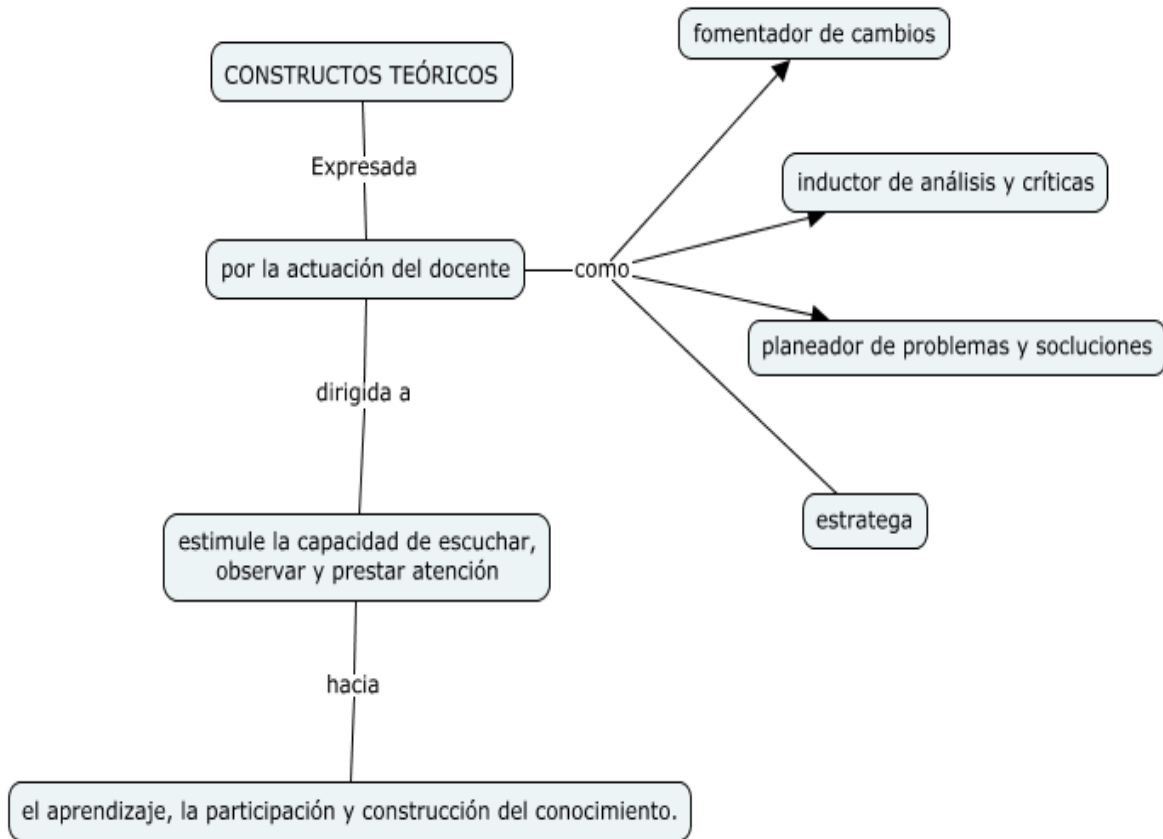 fomentador de cambios
CONSTRUCTOS TEÓRICOS
Expresada
inductor de análisis y críticas
por la actuación del docente
como
planeador de problemas y socluciones
dirigida a
estratega
estimule la capacidad de escuchar,
observar y prestar atención
hacia
el aprendizaje, la participación y construcción del conocimiento.